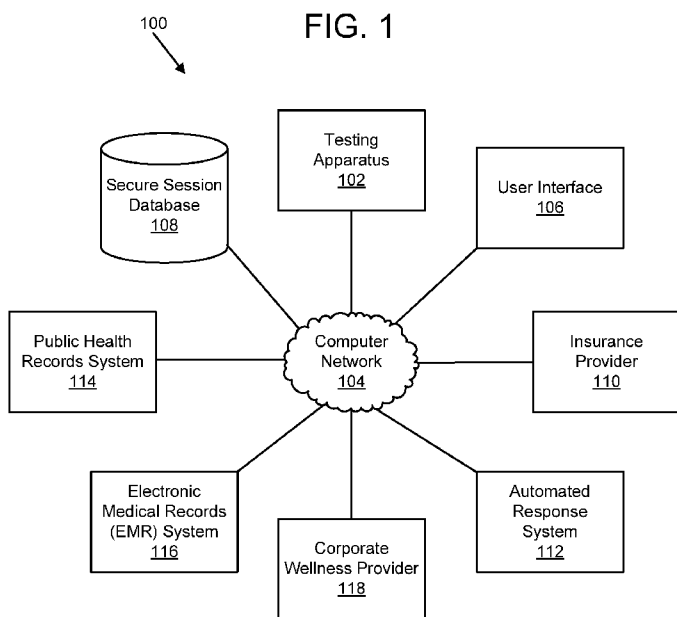 FIG. 1
100
Testing
Apparatus
102
Secure Session
Database
108
User Interface
106
Public Health
Records System
114
Computer
Network
104
Insurance
Provider
110
Electronic
Medical Records
(EMR) System
116
Corporate
Wellness Provider
118
Automated
Response
System
112